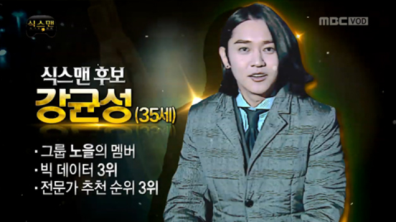 식스맨
MBC VOD
식스맨 후보
강균성 (35세)
• 그룹 노을의 멤버
• 빅 데이터 3위
• 전문가 추천 순위 3위